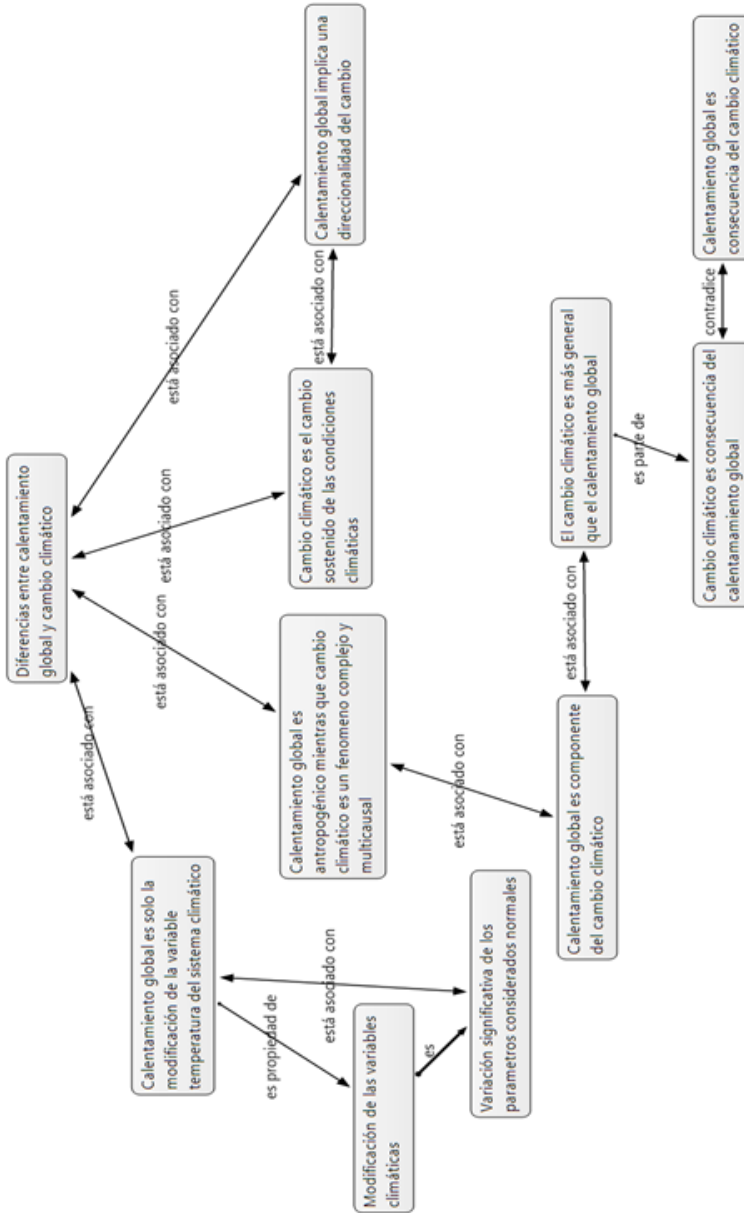 Diferencias entre calentamiento
global y cambio climático
está asociado con
está asociado con
está asociado con
está asociado con
Calentamiento global es solo la
modificación de la variable
temperatura del sistema climático
Calentamiento global es
antropogénico mientras que cambio
climático es un fenomeno complejo y
multicausal
Cambio climático es el cambio
sostenido de las condiciones
climáticas
está asociado con
Calentamiento global implica una
direccionalidad del cambio
es propiedad de
está asociado con
Modificación de las variables
climáticas
es
Variación significativa de los
parametros considerados normales
está asociado con
Calentamiento global es componente
del cambio climático
está asociado con
El cambio climático es más general
que el calentamiento global
es parte de
Cambio climático es consecuencia del
calentamamiento global
contradice
Calentamiento global es
consecuencia del cambio climático